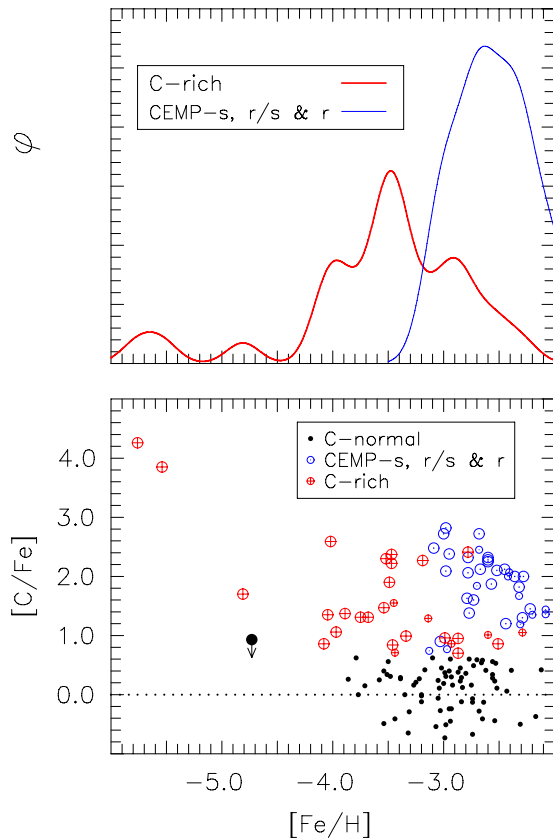 C-rich
CEMP-s, r/s & r
φ
C-normal
CEMP-s, r/s & r
C-rich
4.0
3.0
2.0
1.0
0.0
[C/Fe]
−5.0 −4.0 −3.0
[Fe/H]